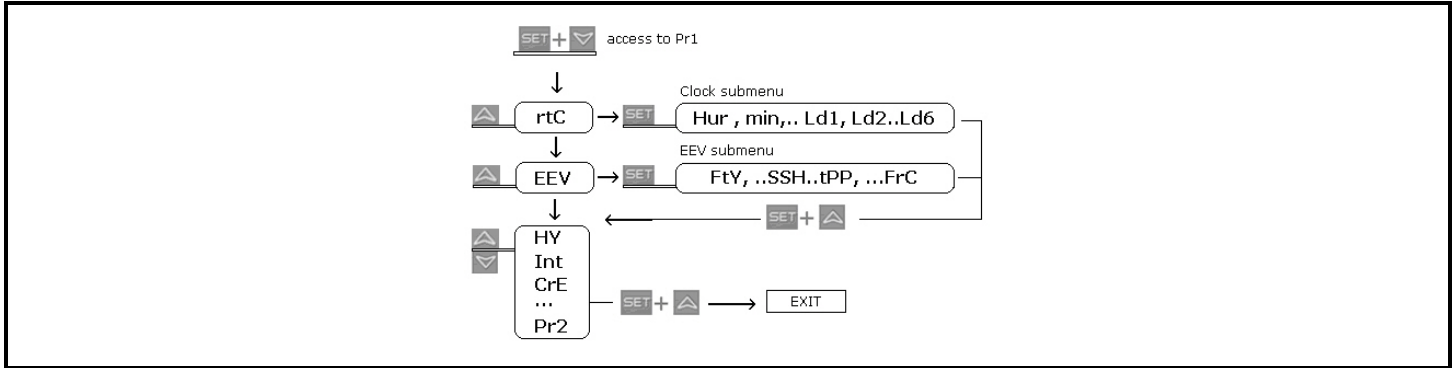 SET + access to Pr1
Clock submenu
rtC SET Hur , min,.. Ld1, Ld2..Ld6
EEV submenu
EEV SET FtY, ..SSH..tPP, ...FrC
SET +
HY
Int
CrE
...
Pr2
SET + EXIT